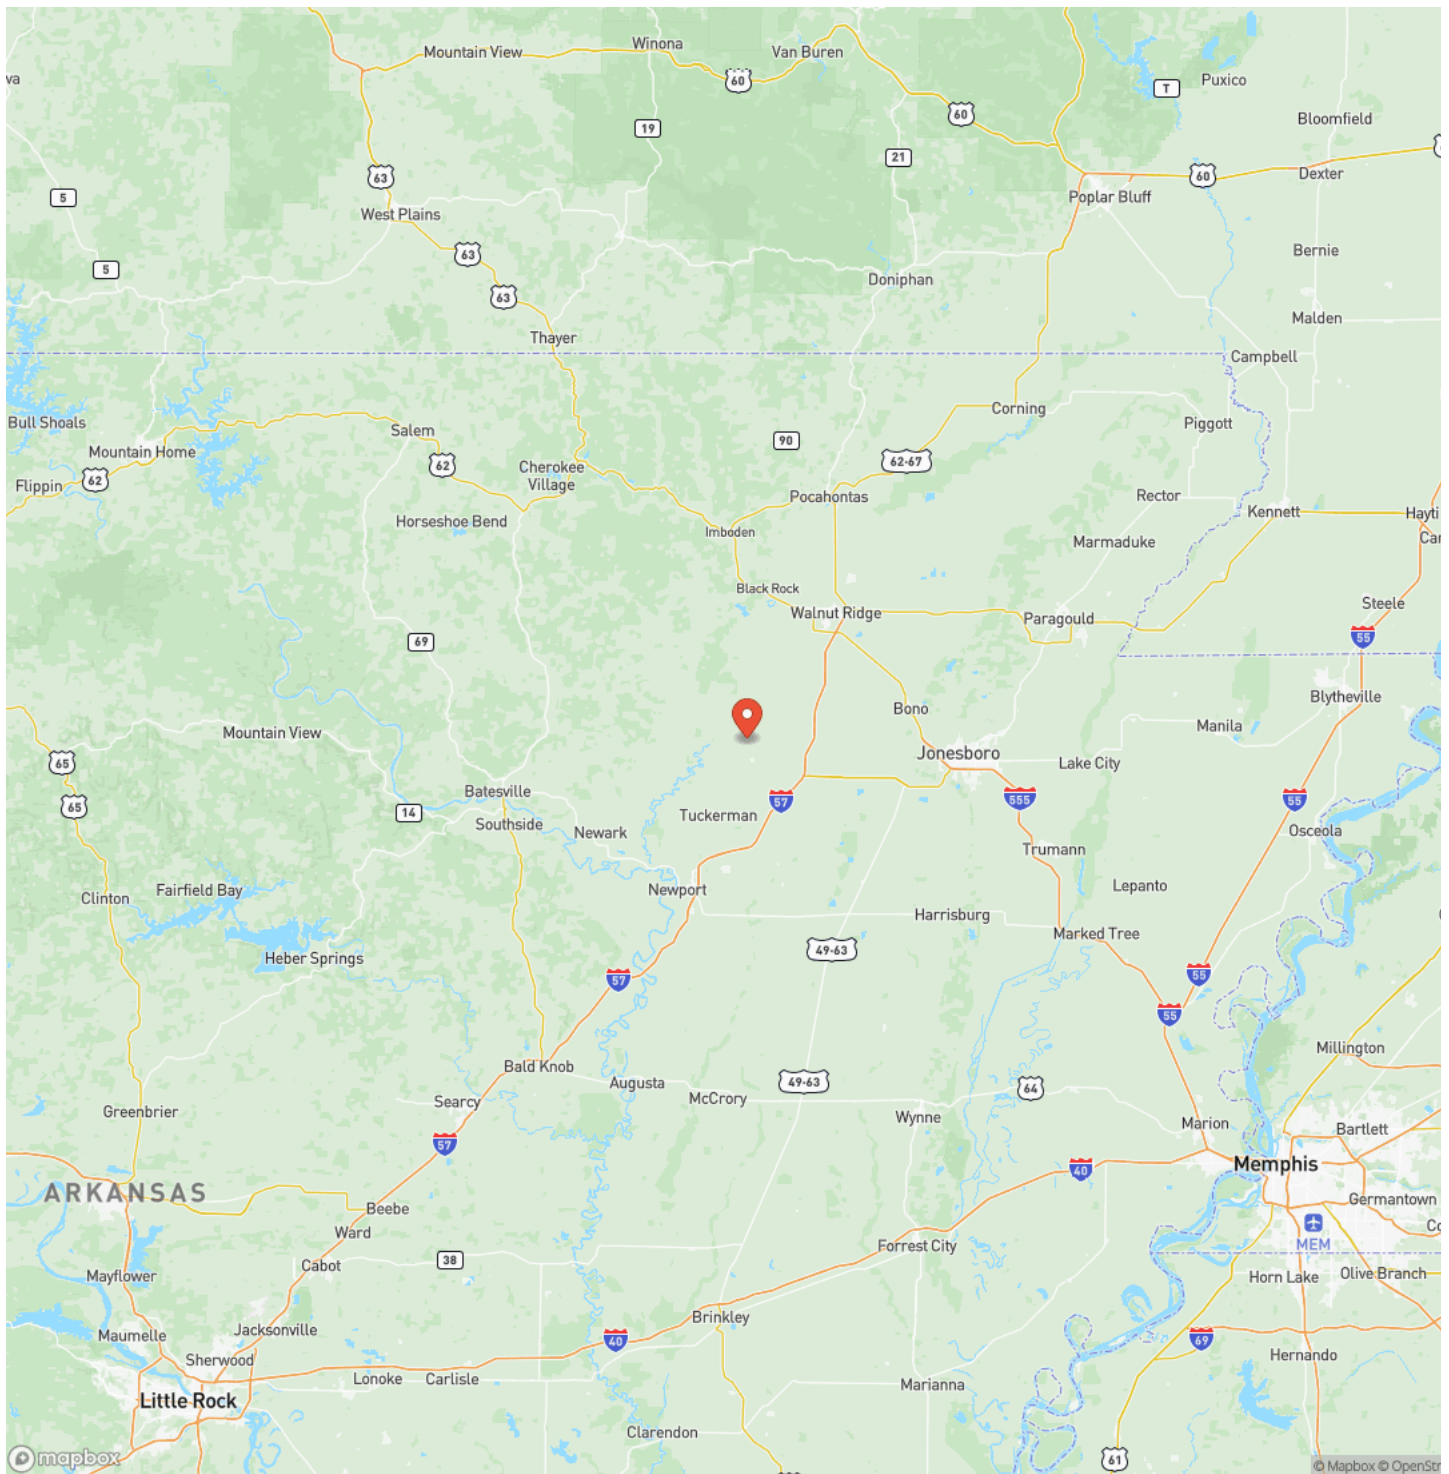 Mountain View
Winona
Van Buren
60
T
Puxico
va
60
Bloomfield
19
21
60
Dexter
63
5
Poplar Bluff
West Plains
63
Bernie
5
Doniphan
63
Malden
Thayer
Campbell
Bull Shoals
Salem
Corning
Piggott
90
Mountain Home
62
62-67
Cherokee
Village
Flippin
62
Pocahontas
Rector
Horseshoe Bend
Kennett
Hayti
Imboden
Marmaduke
Car
Black Rock
Walnut Ridge
Paragould
Steele
69
55
Bono
Blytheville
Mountain View
Manila
65
Jonesboro
Lake City
65
Batesville
57
555
55
14
Southside
Tuckerman
Newark
Osceola
Trumann
Clinton
Fairfield Bay
Newport
Lepanto
Harrisburg
Marked Tree
Heber Springs
49-63
57
55
55
Bald Knob
Millington
Augusta
49-63
64
Greenbrier
Searcy
McCrory
Wynne
Marion
Bartlett
57
40
Memphis
ARKANSAS
Germantown
Beebe
Co
Ward
MEM
Forrest City
38
Cabot
Mayflower
Horn Lake
Olive Branch
Brinkley
Maumelle
Jacksonville
40
69
Sherwood
Hernando
Lonoke
Carlisle
Marianna
Little Rock
Clarendon
61
mapbox
© Mapbox © OpenStr